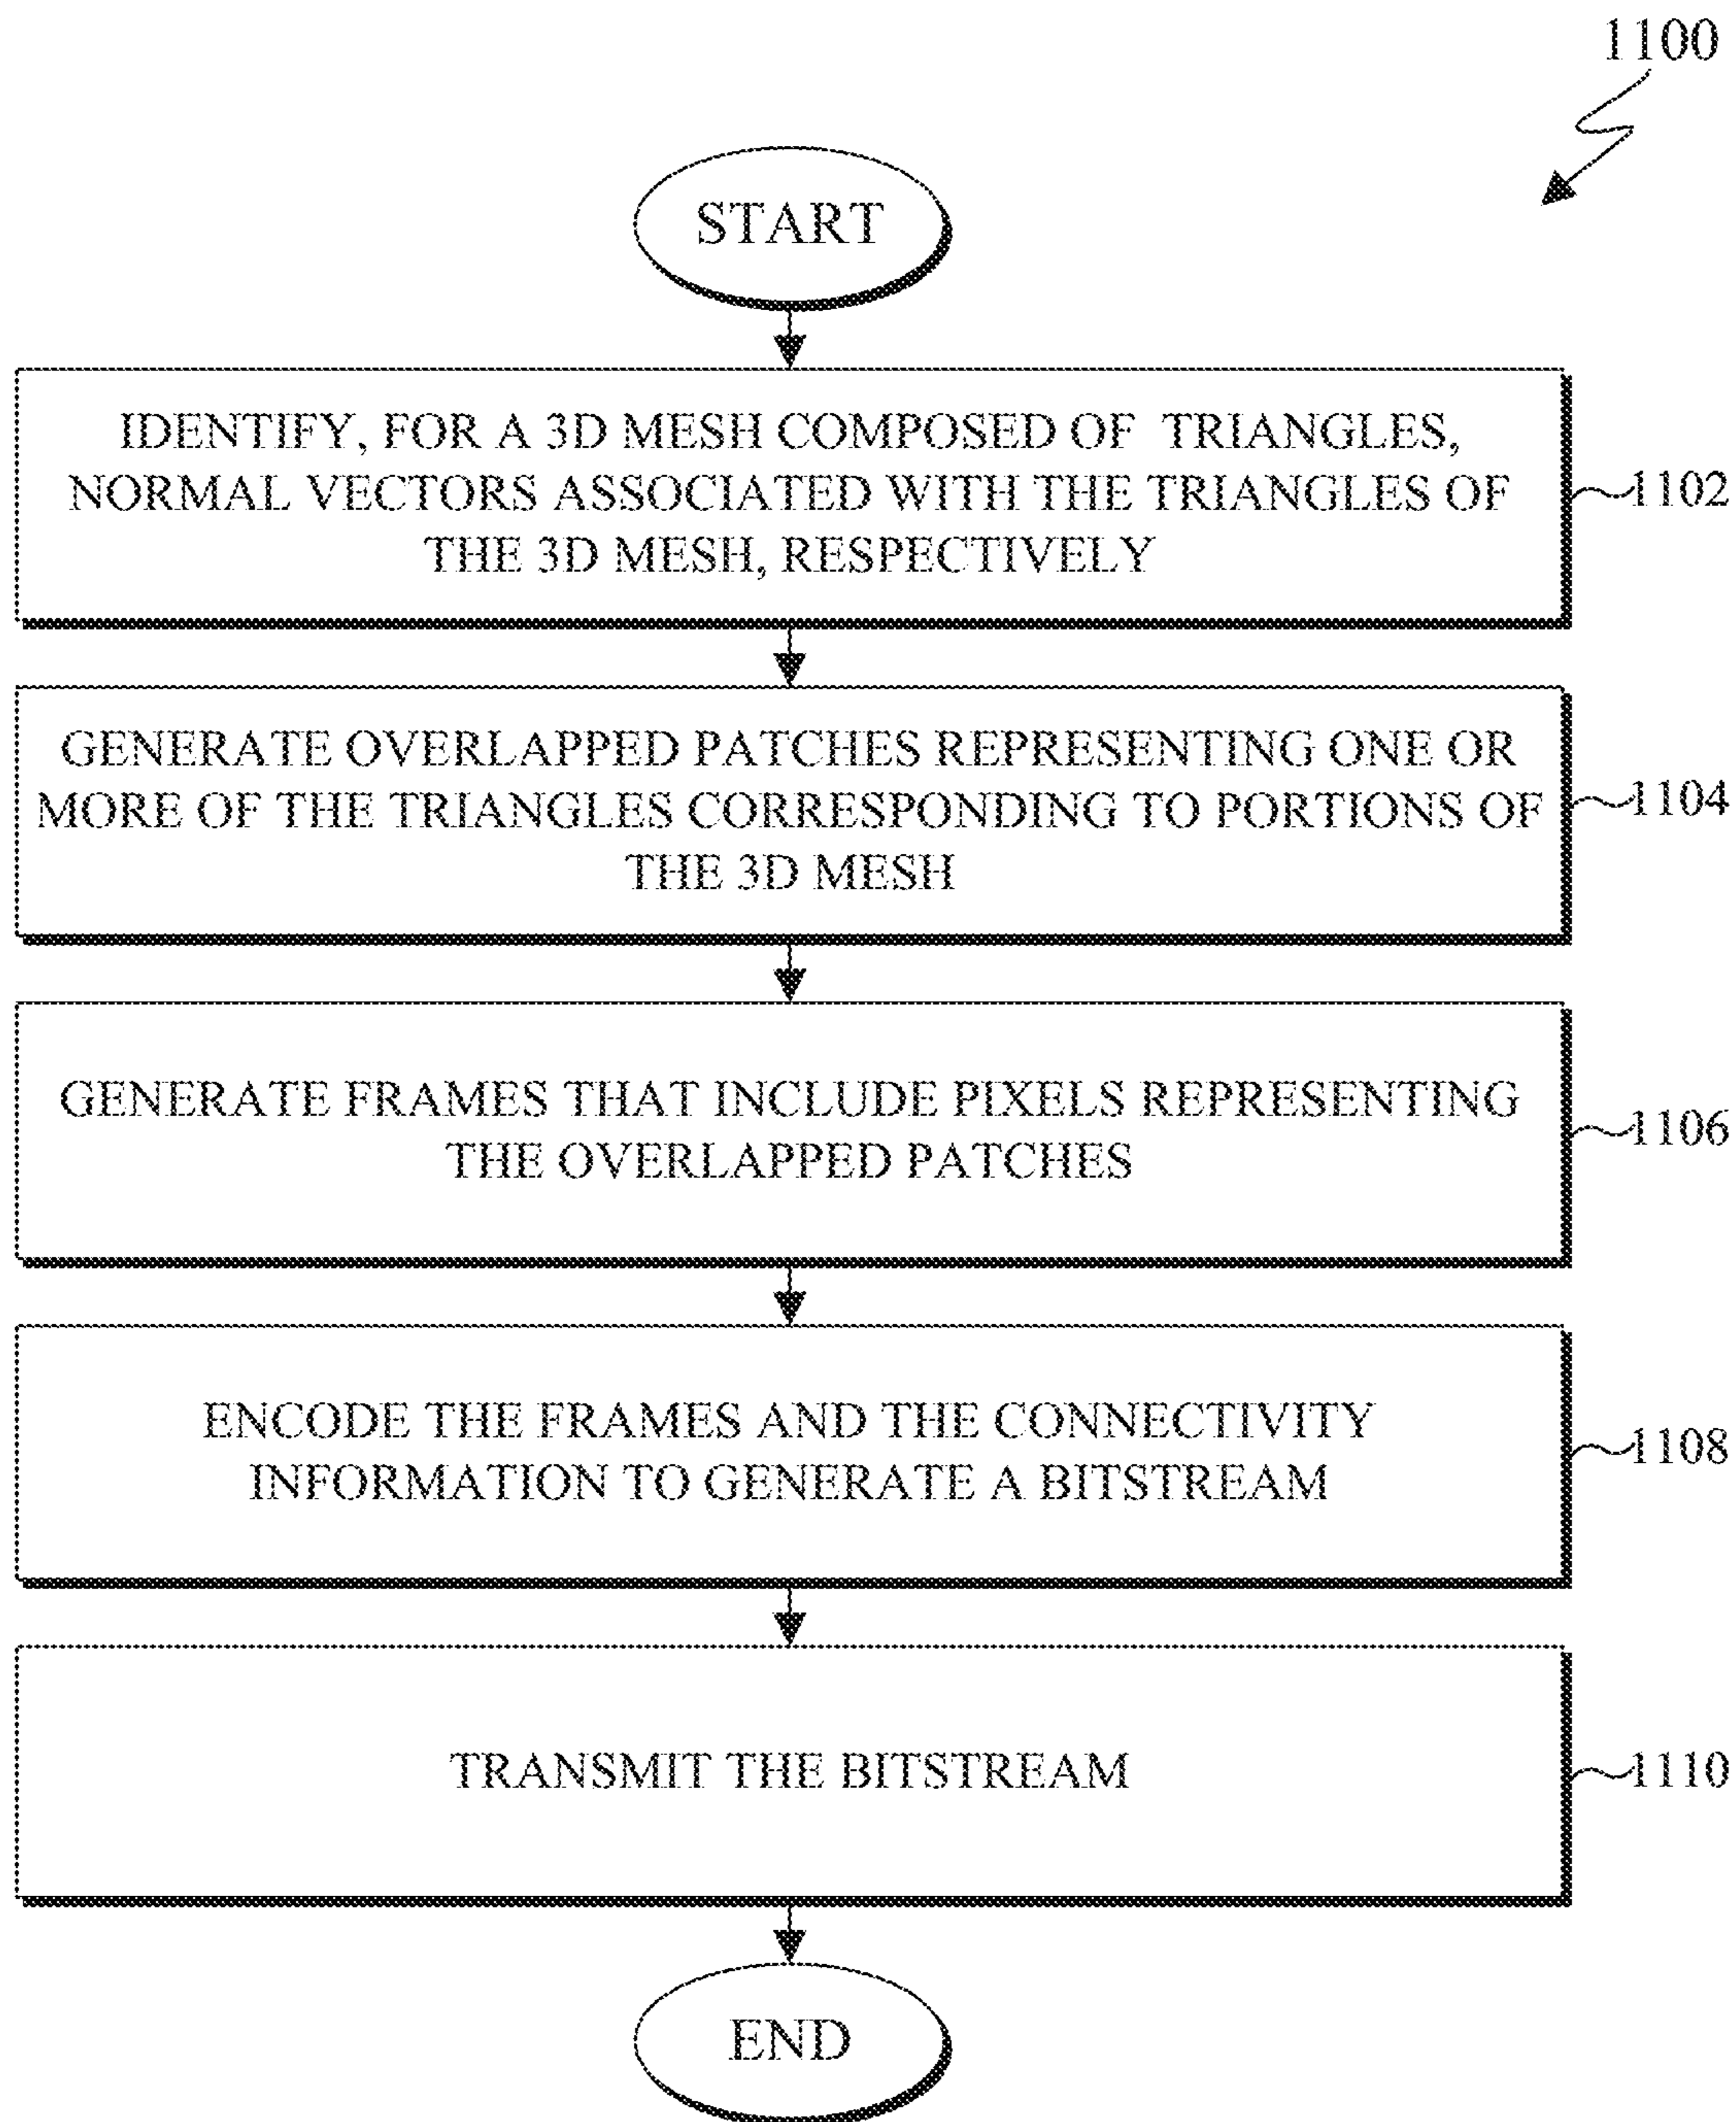 1100
START
IDENTIFY, FOR A 3D MESH COMPOSED OF TRIANGLES,
NORMAL VECTORS ASSOCIATED WITH THE TRIANGLES OF
THE 3D MESH, RESPECTIVELY
1102
GENERATE OVERLAPPED PATCHES REPRESENTING ONE OR
MORE OF THE TRIANGLES CORRESPONDING TO PORTIONS OF
THE 3D MESH
1104
GENERATE FRAMES THAT INCLUDE PIXELS REPRESENTING
THE OVERLAPPED PATCHES
1106
ENCODE THE FRAMES AND THE CONNECTIVITY
INFORMATION TO GENERATE A BITSTREAM
1108
TRANSMIT THE BITSTREAM
1110
END